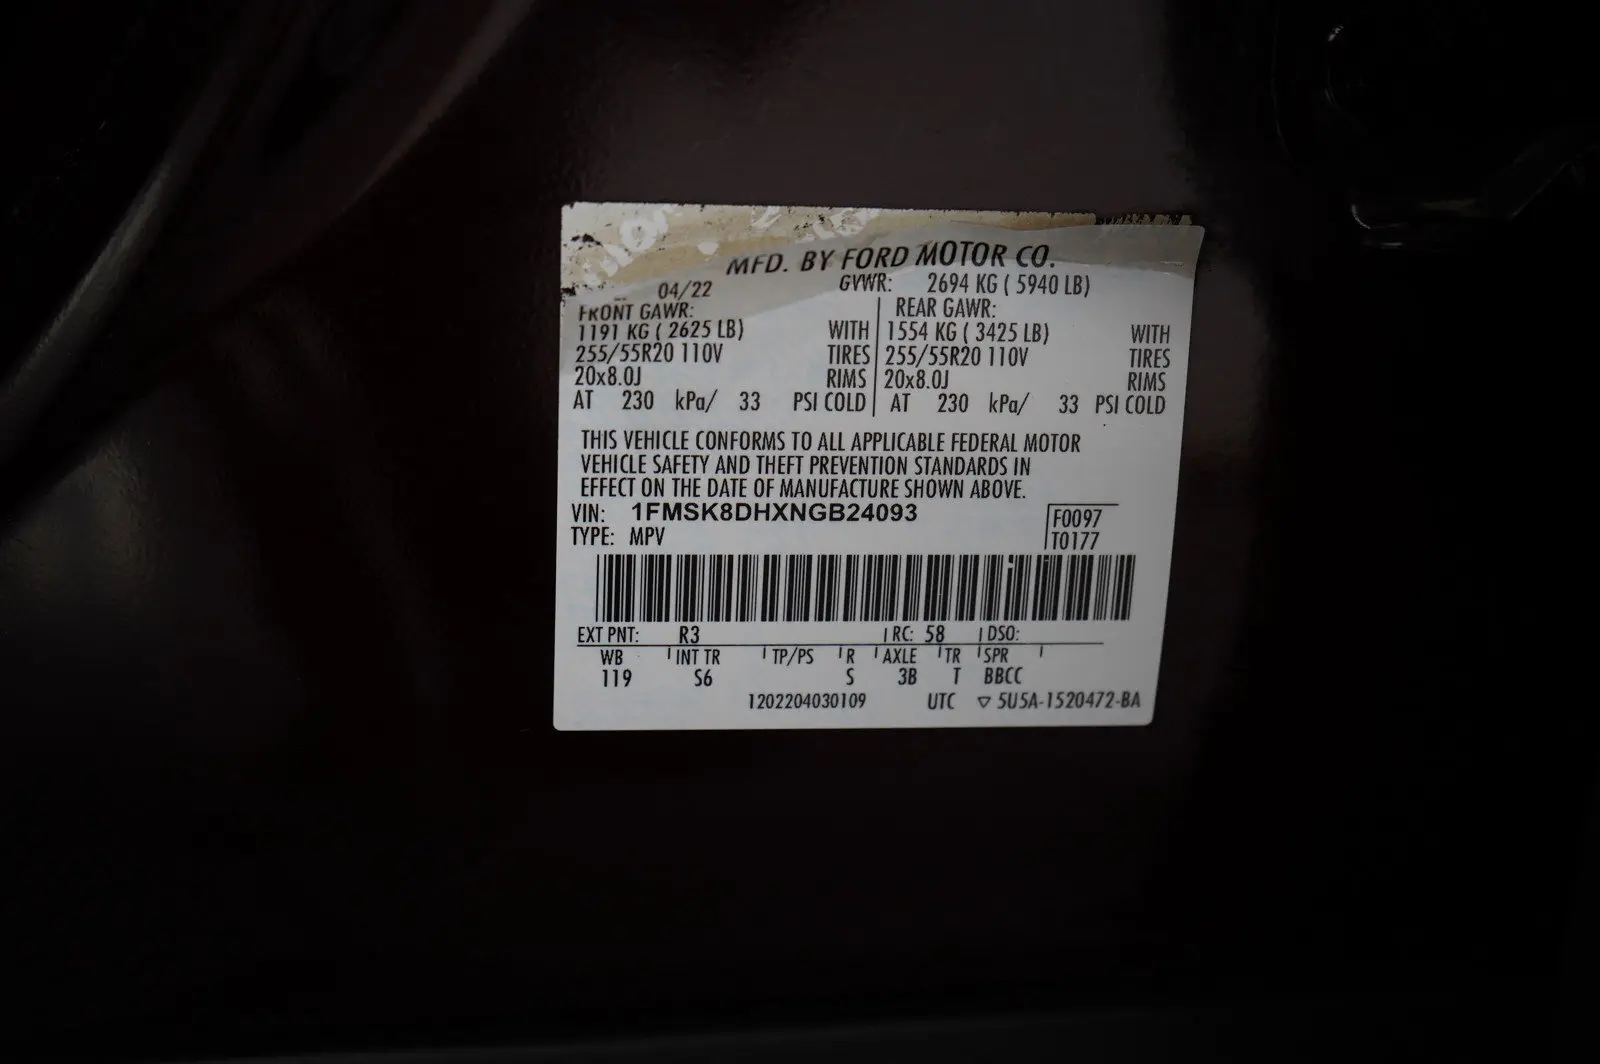 MFD. BY FORD MOTOR CO.
04/22 GVWR: 2694 KG ( 5940 LB)
FRONT GAWR: REAR GAWR:
1191 KG ( 2625 LB) WITH 1554 KG ( 3425 LB) WITH
255/55R20 110V TIRES 255/55R20 110V TIRES
20x8.0J RIMS 20x8.0J RIMS
AT 230 kPa/ 33 PSI COLD AT 230 kPa/ 33 PSI COLD
THIS VEHICLE CONFORMS TO ALL APPLICABLE FEDERAL MOTOR
VEHICLE SAFETY AND THEFT PREVENTION STANDARDS IN
EFFECT ON THE DATE OF MANUFACTURE SHOWN ABOVE.
VIN: 1FMSK8DHXNGB24093 F0097
TYPE: MPV T0177
EXT PNT: R3 RC: 58 DSO:
WB INT TR TP/PS R AXLE TR SPR
119 S6 S 3B T BBCC
1202204030109 UTC ▽ 5U5A-1520472-BA